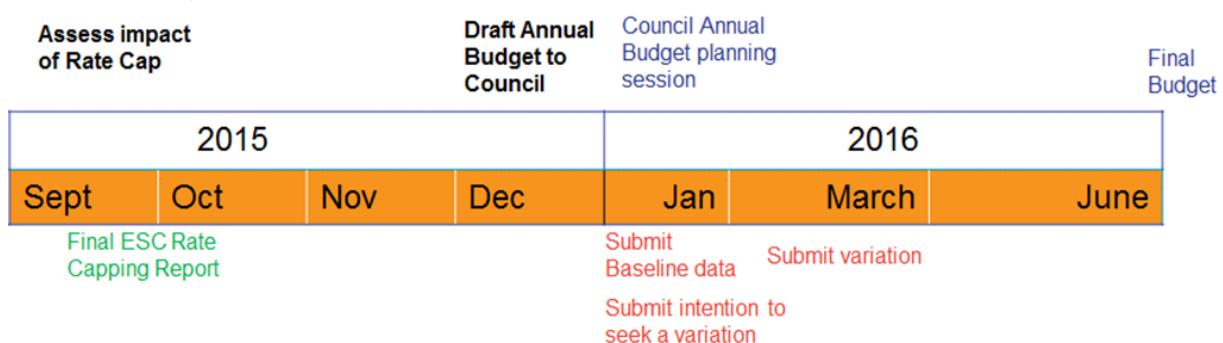 Assess impact
of Rate Cap
Draft Annual
Budget to
Council
Council Annual
Budget planning
session
Final
Budget
2015
2016
Sept
Oct
Nov
Dec
Jan
March
June
Final ESC Rate
Capping Report
Submit
Baseline data
Submit variation
Submit intention to
seek a variation